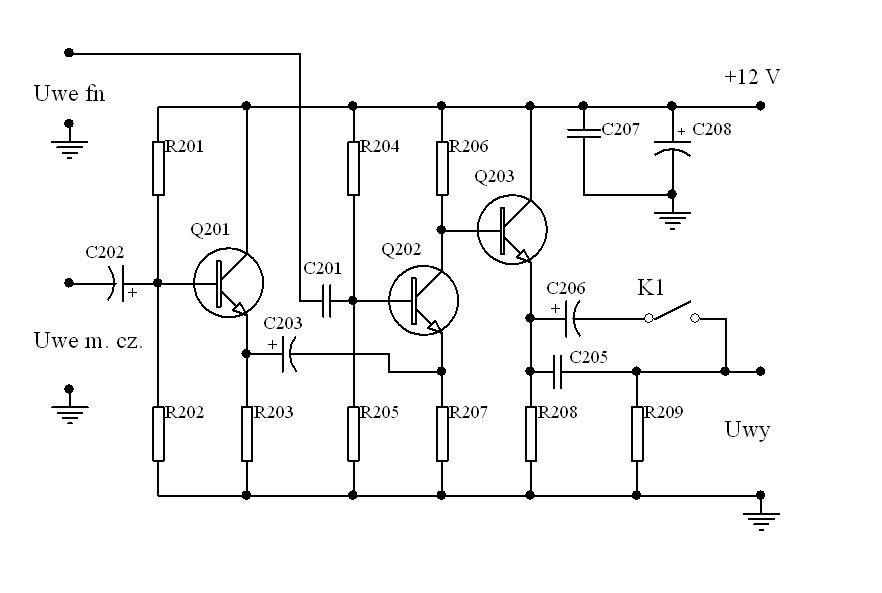 +12 V
Uwe fn
C207
+ C208
R201
R204
R206
Q203
Q201
Q202
C202
+
C201
C206
+
K1
Uwe m. cz.
C203
+
C205
R202
R203
R205
R207
R208
R209
Uwy